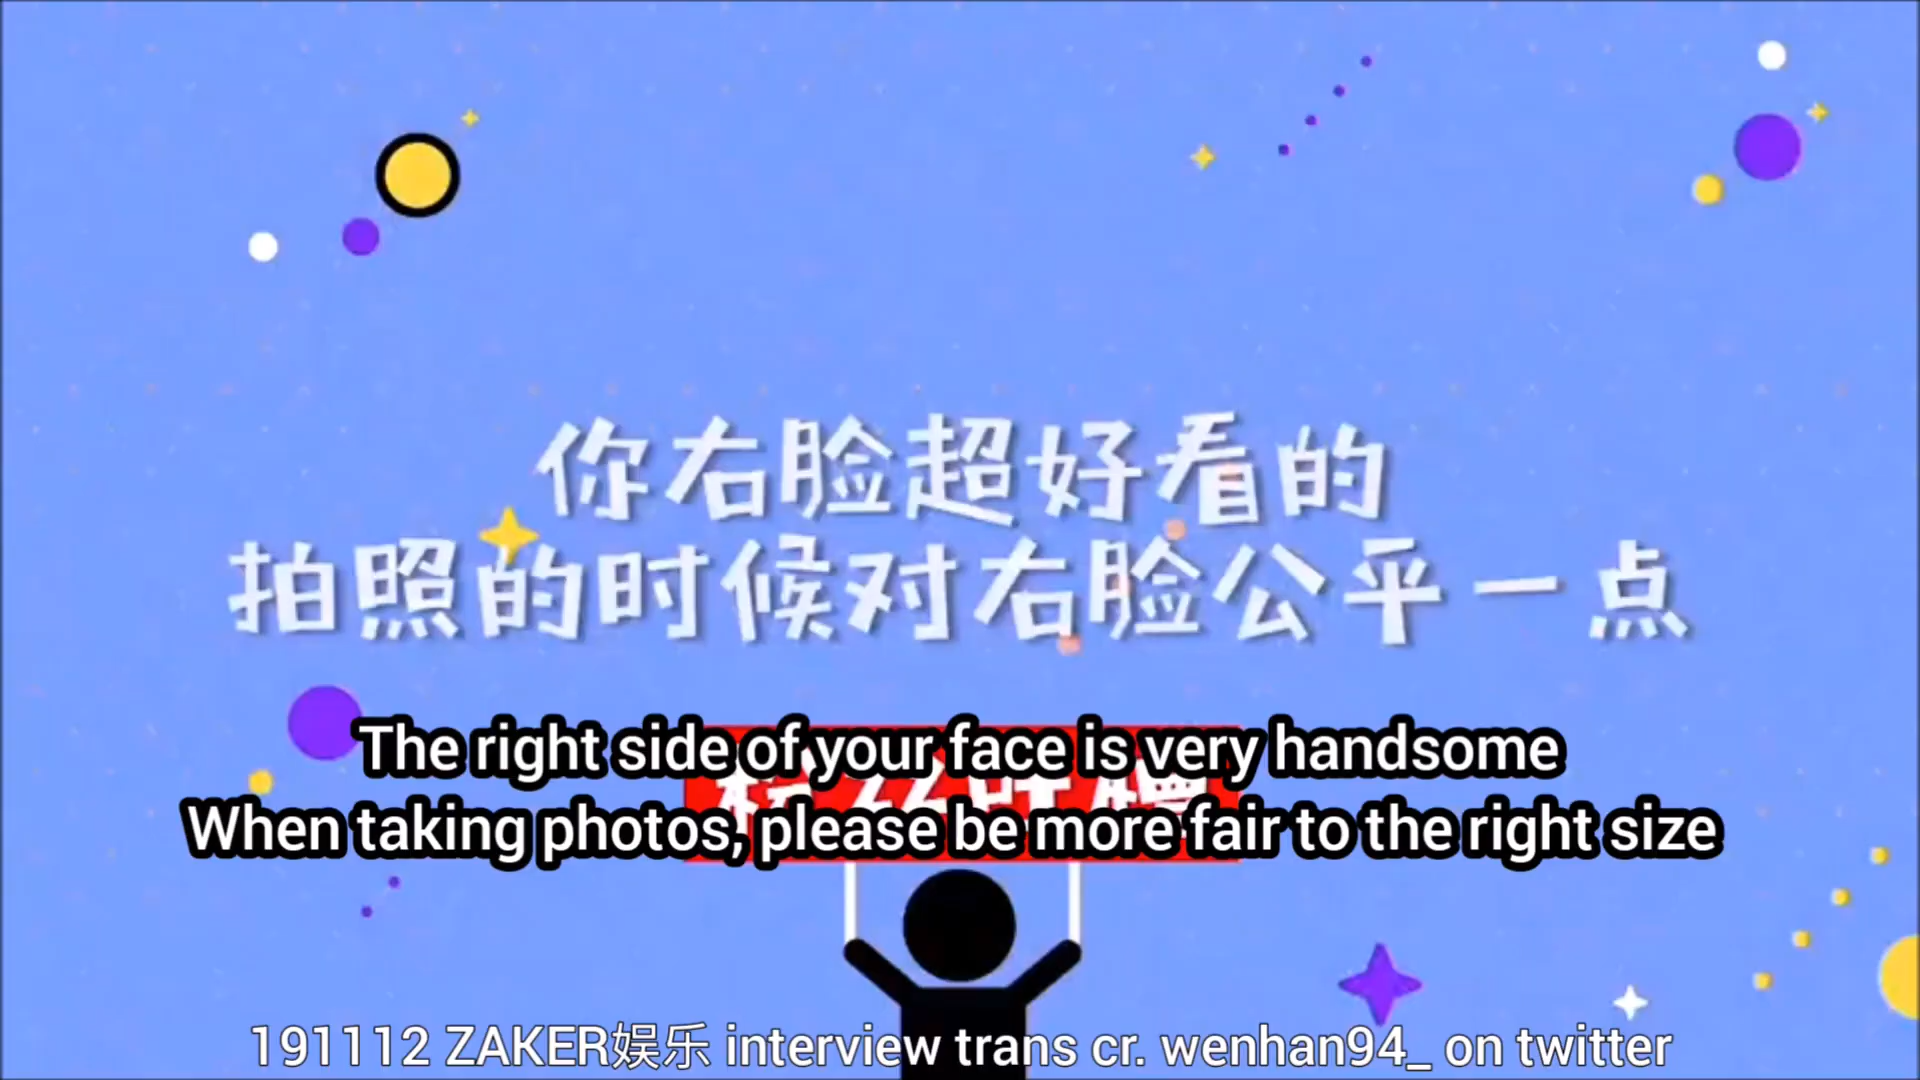 你右脸超好看的
拍照的时候对右脸公平一点
The right side of your face is very handsome
When taking photos, please be more fair to the right size
191112 ZAKER娱乐 interview trans cr. wenhan94_ on twitter